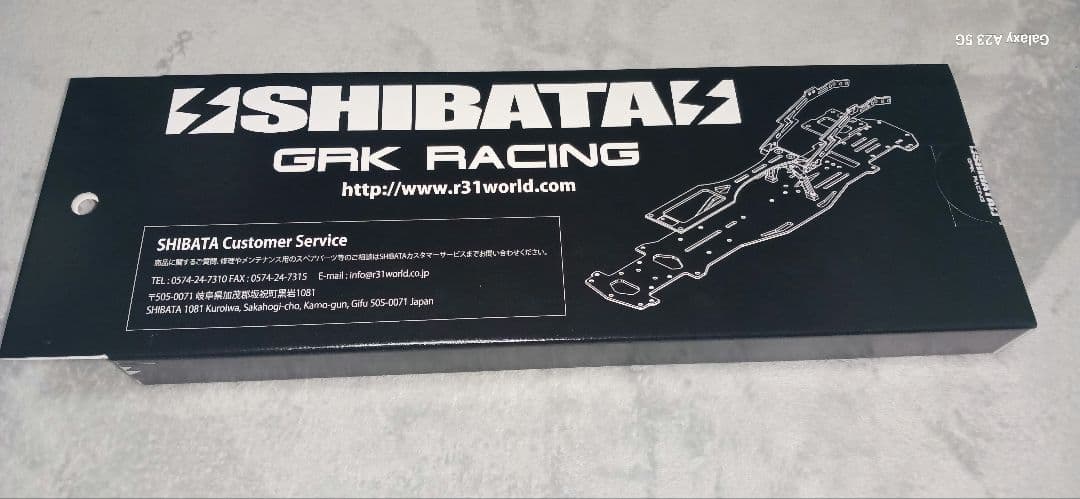 SHIBATA
GRK RACING
http://www.r31world.com
SHIBATA Customer Service
商品に関するご質問、修理やメンテナンス用のスペアパーツ等のご相談はSHIBATAカスタマーサービスまでお問い合わせください。
TEL : 0574-24-7310 FAX : 0574-24-7315 E-mail : info@r31world.co.jp
〒505-0071 岐阜県加茂郡坂祝町黒岩1081
SHIBATA 1081 Kuroiwa, Sakahogi-cho, Kamo-gun, Gifu 505-0071 Japan
SHIBATA
GRK RACING
Galaxy A23 5G